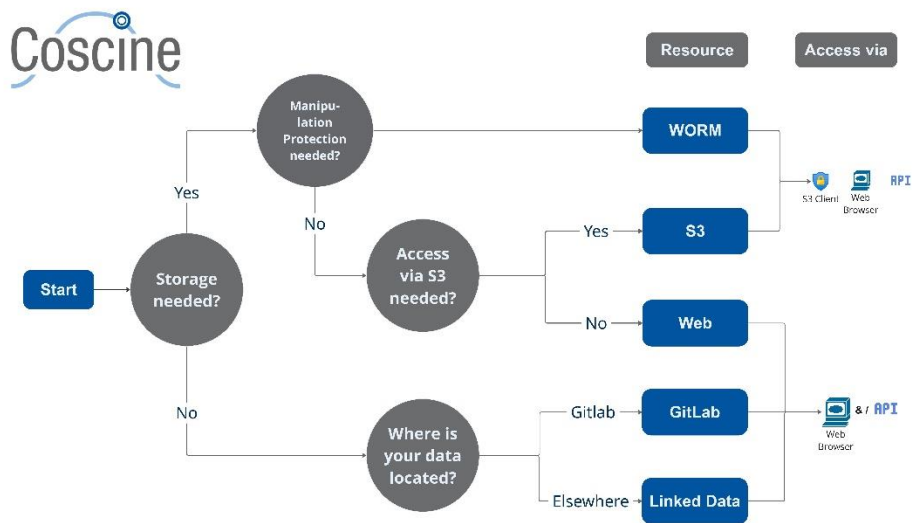 Coscine
Resource
Access via
Manipu-
lation
Protection
needed?
WORM
Yes
S3 Client
Web
Browser
API
No
Access
via S3
needed?
Yes
S3
Start
Storage
needed?
No
Web
No
Where is
your data
located?
Gitlab
GitLab
Web
Browser
& / API
Elsewhere
Linked Data